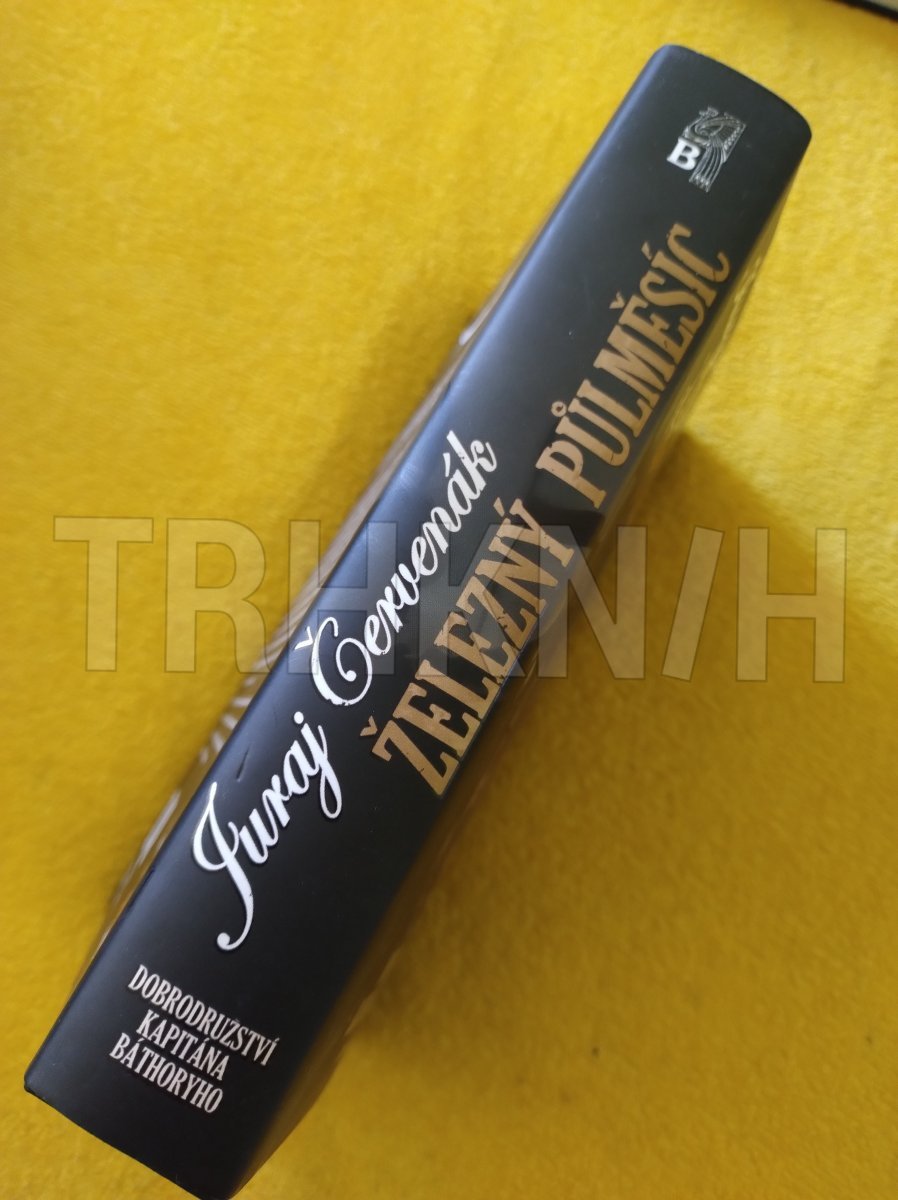 B
Juraj Červenák
ŽELEZNÝ PŮLMĚSÍC
DOBRODRUŽSTVÍ
KAPITÁNA
BÁTHORYHO
TRHKNIH